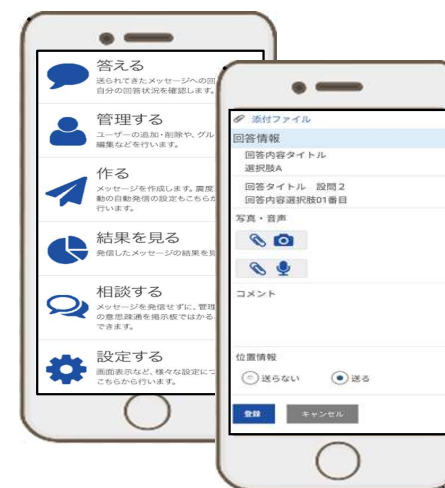 答える
送られてきたメッセージへの回
自分の回答状況を確認します。
管理する
ユーザーの追加・削除や、グル
編集などを行います。
作る
メッセージを作成します。震度
動の自動発信の設定もこちらか
行います。
結果を見る
発信したメッセージの結果を見
相談する
メッセージを発信せずに、管理
の意思疎通を掲示板ではかる
できます。
設定する
画面表示など、様々な設定につ
こちらから行います。
添付ファイル
回答情報
回答内容タイトル
選択肢A
回答タイトル 設問2
回答内容選択肢01番目
写真・音声
コメント
位置情報
送らない 送る
登録 キャンセル